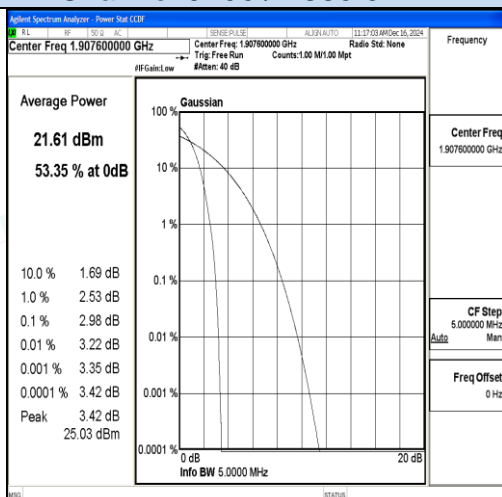 Agilent Spectrum Analyzer - Power Stat CCDF
RL RF 50 Ω AC SENSE:PULSE ALIGN AUTO 11:17:03 AM Dec 16, 2024
Center Freq 1.907600000 GHz
Center Freq: 1.907600000 GHz
Radio Std: None
Trig: Free Run
Counts:1.00 M/1.00 Mpt
#IFGain:Low
#Atten: 40 dB
Frequency
Average Power
21.61 dBm
53.35 % at 0dB
10.0 % 1.69 dB
1.0 % 2.53 dB
0.1 % 2.98 dB
0.01 % 3.22 dB
0.001 % 3.35 dB
0.0001 % 3.42 dB
Peak 3.42 dB
25.03 dBm
Gaussian
100 %
10 %
1 %
0.1 %
0.01 %
0.001 %
0.0001 %
0 dB
20 dB
Info BW 5.0000 MHz
Center Freq
1.907600000 GHz
CF Step
5.000000 MHz
Auto Man
Freq Offset
0 Hz
MSG
STATUS